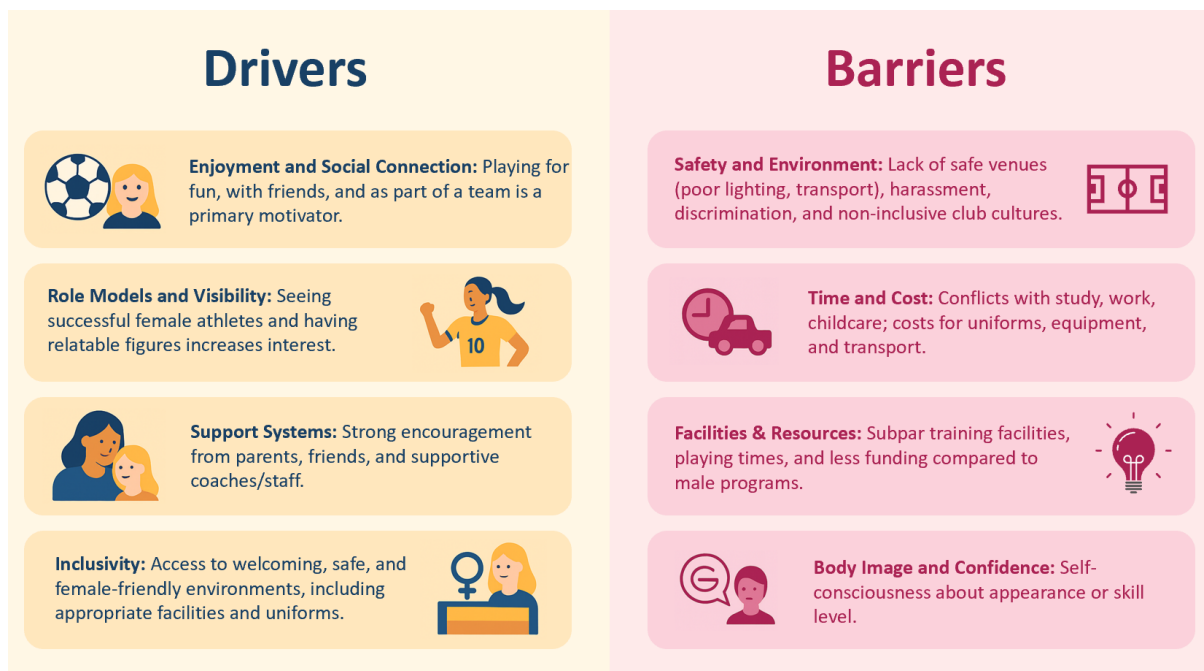 Drivers
Enjoyment and Social Connection: Playing for
fun, with friends, and as part of a team is a
primary motivator.
Role Models and Visibility: Seeing
successful female athletes and having
relatable figures increases interest.
10
Support Systems: Strong encouragement
from parents, friends, and supportive
coaches/staff.
Inclusivity: Access to welcoming, safe, and
female-friendly environments, including
appropriate facilities and uniforms.
Barriers
Safety and Environment: Lack of safe venues
(poor lighting, transport), harassment,
discrimination, and non-inclusive club cultures.
Time and Cost: Conflicts with study, work,
childcare; costs for uniforms, equipment,
and transport.
Facilities & Resources: Subpar training facilities,
playing times, and less funding compared to
male programs.
Body Image and Confidence: Self-
consciousness about appearance or skill
level.